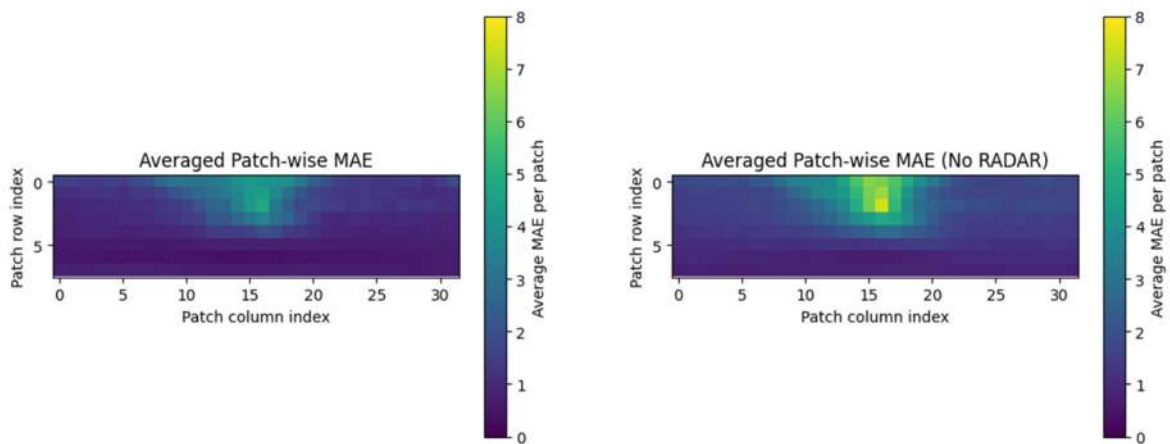 Averaged Patch-wise MAE
Patch row index
0
5
0 5 10 15 20 25 30
Patch column index
8
7
6
5
4
3
2
1
0
Average MAE per patch
Averaged Patch-wise MAE (No RADAR)
Patch row index
0
5
0 5 10 15 20 25 30
Patch column index
8
7
6
5
4
3
2
1
0
Average MAE per patch